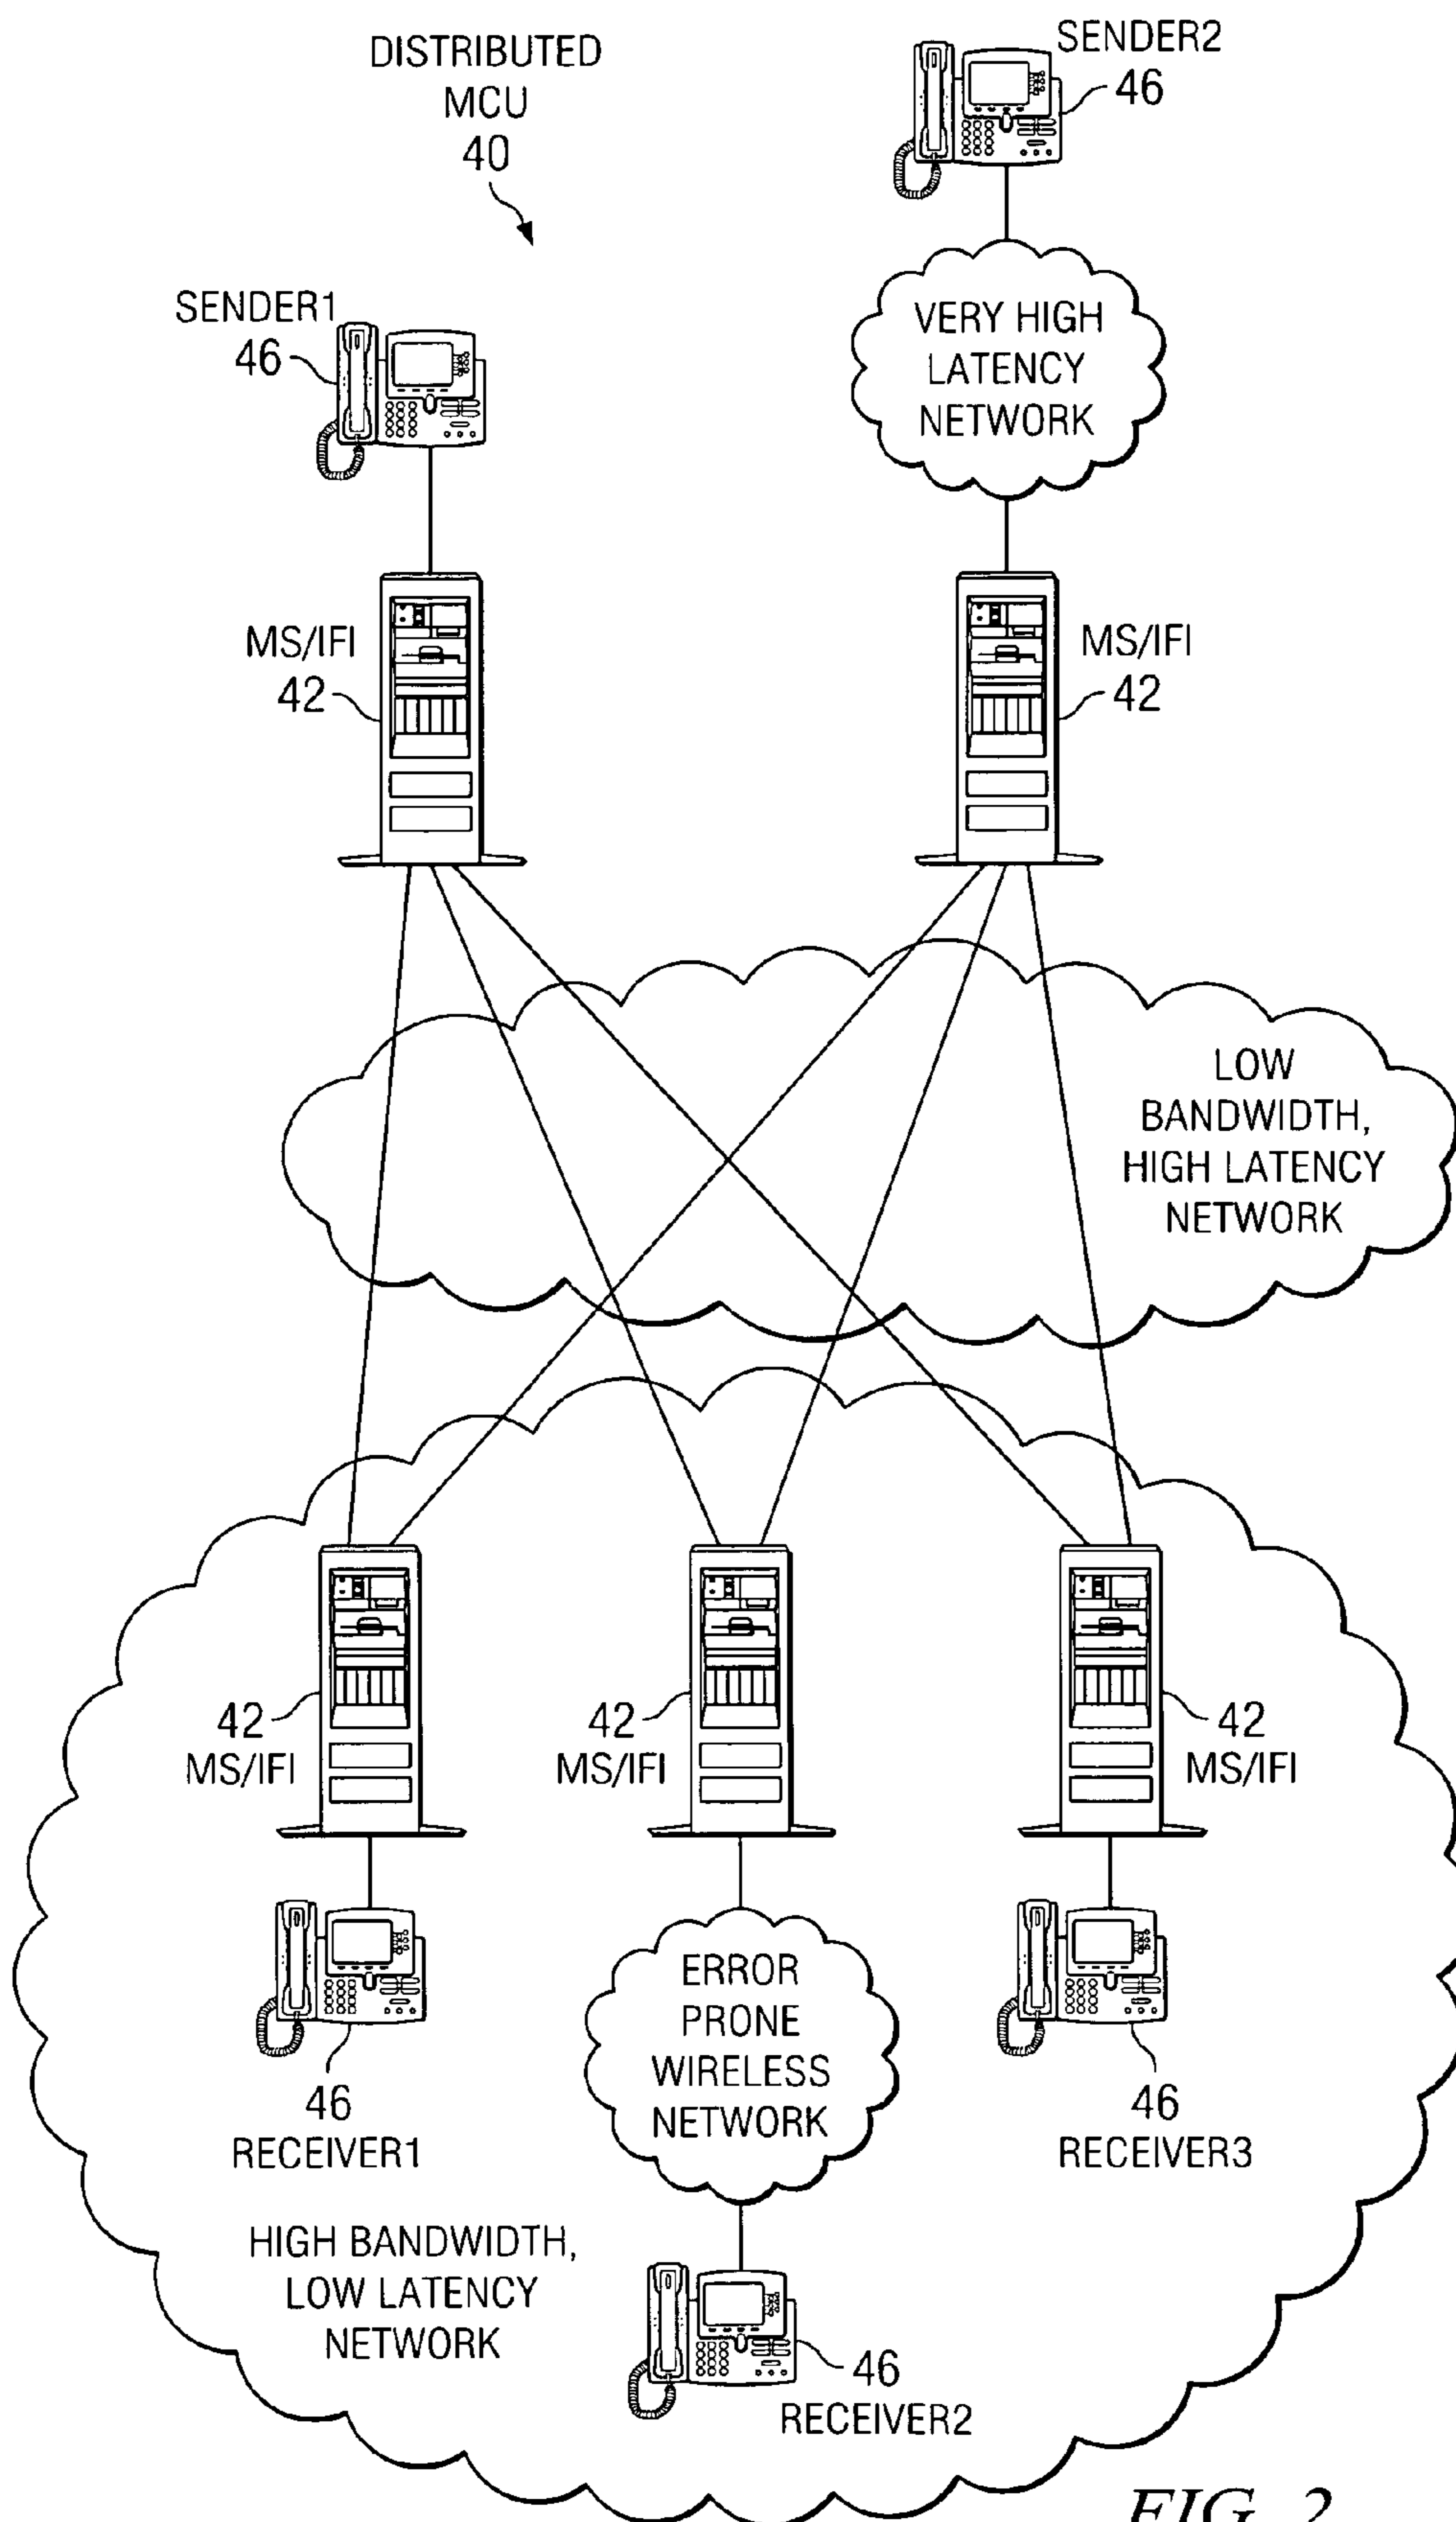 DISTRIBUTED
MCU
40
SENDER2
46
SENDER1
46
VERY HIGH
LATENCY
NETWORK
MS/IFI
42
MS/IFI
42
LOW
BANDWIDTH,
HIGH LATENCY
NETWORK
42
MS/IFI
42
MS/IFI
42
MS/IFI
ERROR
PRONE
WIRELESS
NETWORK
46
RECEIVER1
46
RECEIVER3
HIGH BANDWIDTH,
LOW LATENCY
NETWORK
46
RECEIVER2
FIG. 2